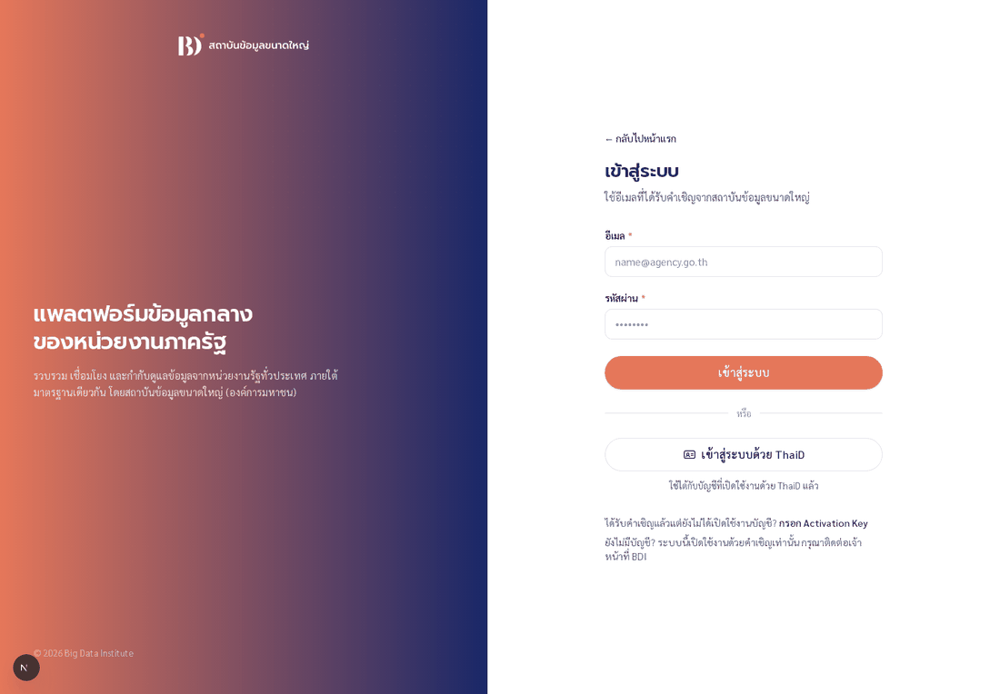 BD สถาบันข้อมูลขนาดใหญ่
แพลตฟอร์มข้อมูลกลาง
ของหน่วยงานภาครัฐ
รวบรวม เชื่อมโยง และกำกับดูแลข้อมูลจากหน่วยงานรัฐทั่วประเทศ ภายใต้
มาตรฐานเดียวกัน โดยสถาบันข้อมูลขนาดใหญ่ (องค์การมหาชน)
© 2026 Big Data Institute
N
← กลับไปหน้าแรก
เข้าสู่ระบบ
ใช้อีเมลที่ได้รับคำเชิญจากสถาบันข้อมูลขนาดใหญ่
อีเมล *
name@agency.go.th
รหัสผ่าน *
••••••••
เข้าสู่ระบบ
หรือ
เข้าสู่ระบบด้วย ThaiD
ใช้ได้กับบัญชีที่เปิดใช้งานด้วย ThaiD แล้ว
ได้รับคำเชิญแล้วแต่ยังไม่ได้เปิดใช้งานบัญชี? กรอก Activation Key
ยังไม่มีบัญชี? ระบบนี้เปิดใช้งานด้วยคำเชิญเท่านั้น กรุณาติดต่อเจ้า
หน้าที่ BDI